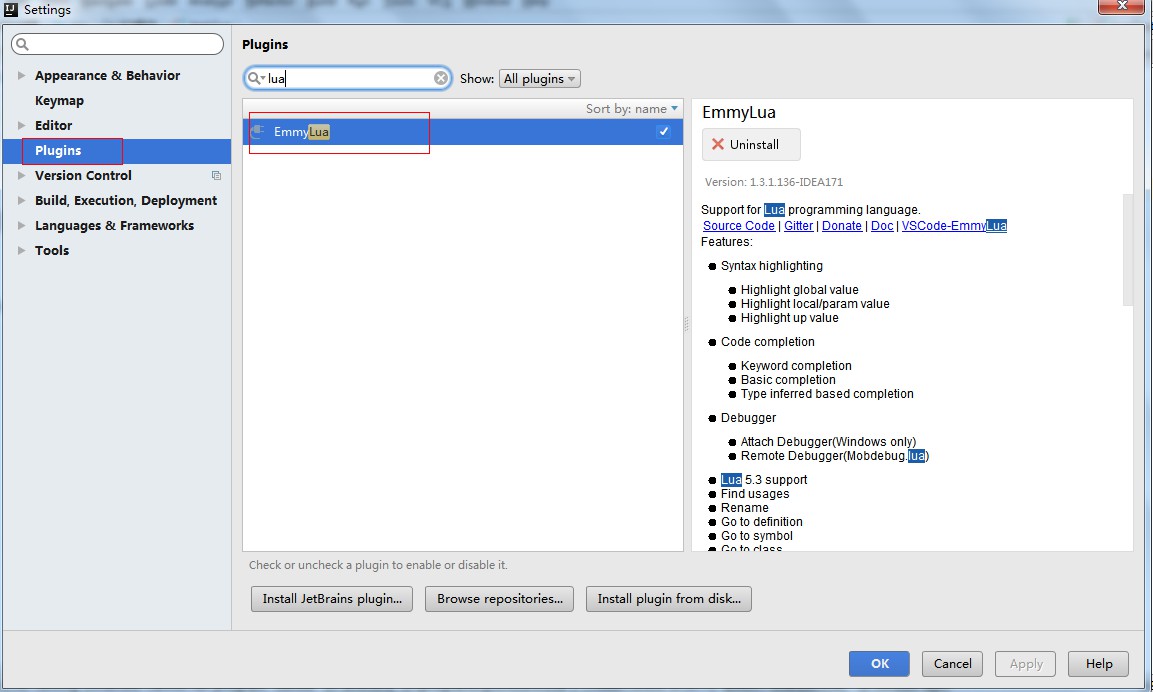 Settings
Appearance & Behavior
Keymap
Editor
Plugins
Version Control
Build, Execution, Deployment
Languages & Frameworks
Tools
Plugins
lua
Show: All plugins
Sort by: name
EmmyLua
EmmyLua
Uninstall
Version: 1.3.1.136-IDEA171
Support for Lua programming language.
Source Code | Gitter | Donate | Doc | VSCode-EmmyLua
Features:
Syntax highlighting
Highlight global value
Highlight local/param value
Highlight up value
Code completion
Keyword completion
Basic completion
Type inferred based completion
Debugger
Attach Debugger(Windows only)
Remote Debugger(Mobdebug.lua)
Lua 5.3 support
Find usages
Rename
Go to definition
Go to symbol
Go to class
Check or uncheck a plugin to enable or disable it.
Install JetBrains plugin...
Browse repositories...
Install plugin from disk...
OK
Cancel
Apply
Help